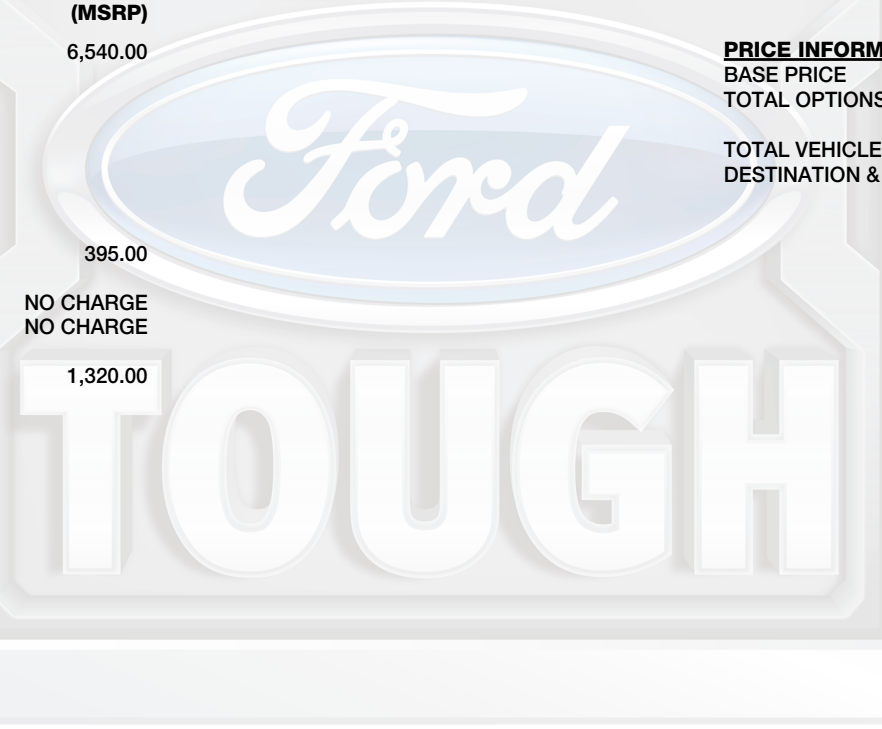 (MSRP)
6,540.00
395.00
NO CHARGE
NO CHARGE
1,320.00
PRICE INFORM
BASE PRICE
TOTAL OPTIONS
TOTAL VEHICLE
DESTINATION &
Ford
TOUGH